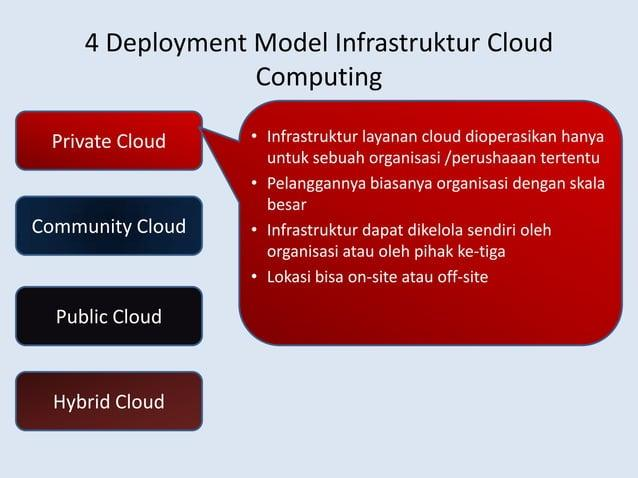 4 Deployment Model Infrastruktur Cloud
Computing
Private Cloud
• Infrastruktur layanan cloud dioperasikan hanya
untuk sebuah organisasi /perushaaan tertentu
• Pelanggannya biasanya organisasi dengan skala
besar
• Infrastruktur dapat dikelola sendiri oleh
organisasi atau oleh pihak ke-tiga
• Lokasi bisa on-site atau off-site
Community Cloud
Public Cloud
Hybrid Cloud